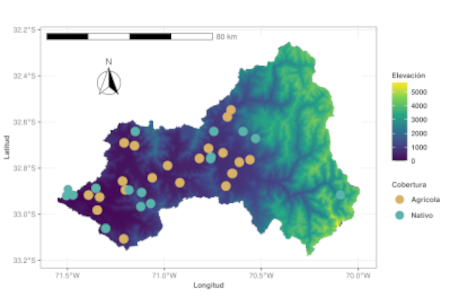 32.2°S
80 km
N
32.4°S
32.6°S
32.8°S
33.0°S
33.2°S
Latitud
71.5°W
71.0°W
70.5°W
70.0°W
Longitud
Elevación
5000
4000
3000
2000
1000
0
Cobertura
Agrícola
Nativo